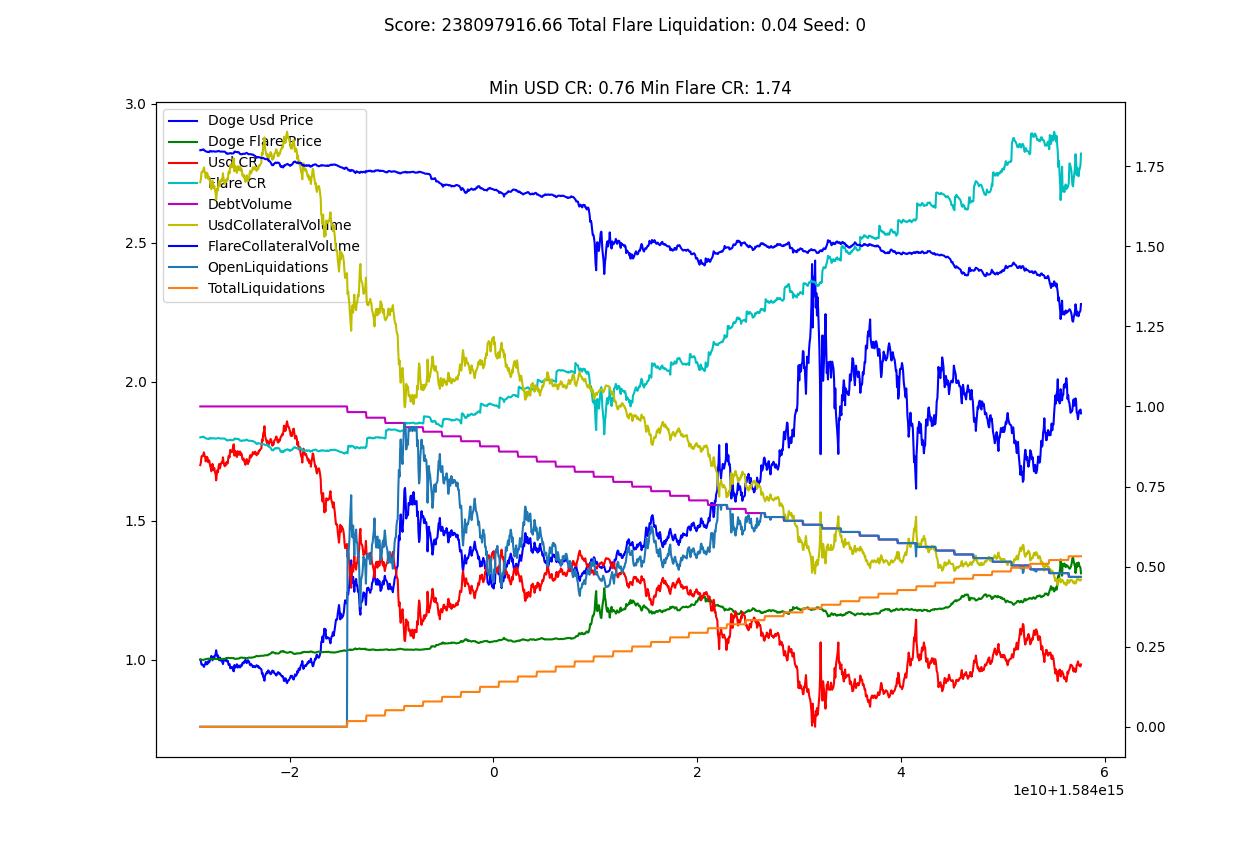 Score: 238097916.66 Total Flare Liquidation: 0.04 Seed: 0
Min USD CR: 0.76 Min Flare CR: 1.74
Doge Usd Price
Doge Flare Price
Usd CR
Flare CR
DebtVolume
UsdCollateralVolume
FlareCollateralVolume
OpenLiquidations
TotalLiquidations
3.0
2.5
2.0
1.5
1.0
1.75
1.50
1.25
1.00
0.75
0.50
0.25
0.00
−2
0
2
4
6
1e10+1.584e15